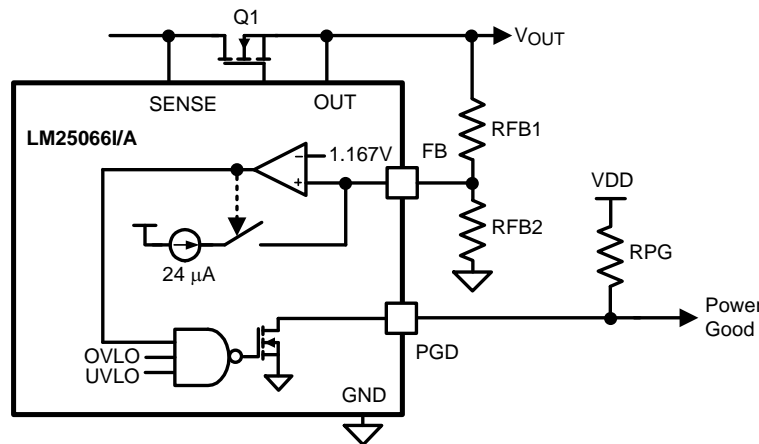 Q1
VOUT
SENSE
OUT
LM25066I/A
1.167V
FB
RFB1
VDD
RFB2
RPG
24 μA
Power
Good
OVLO
UVLO
PGD
GND